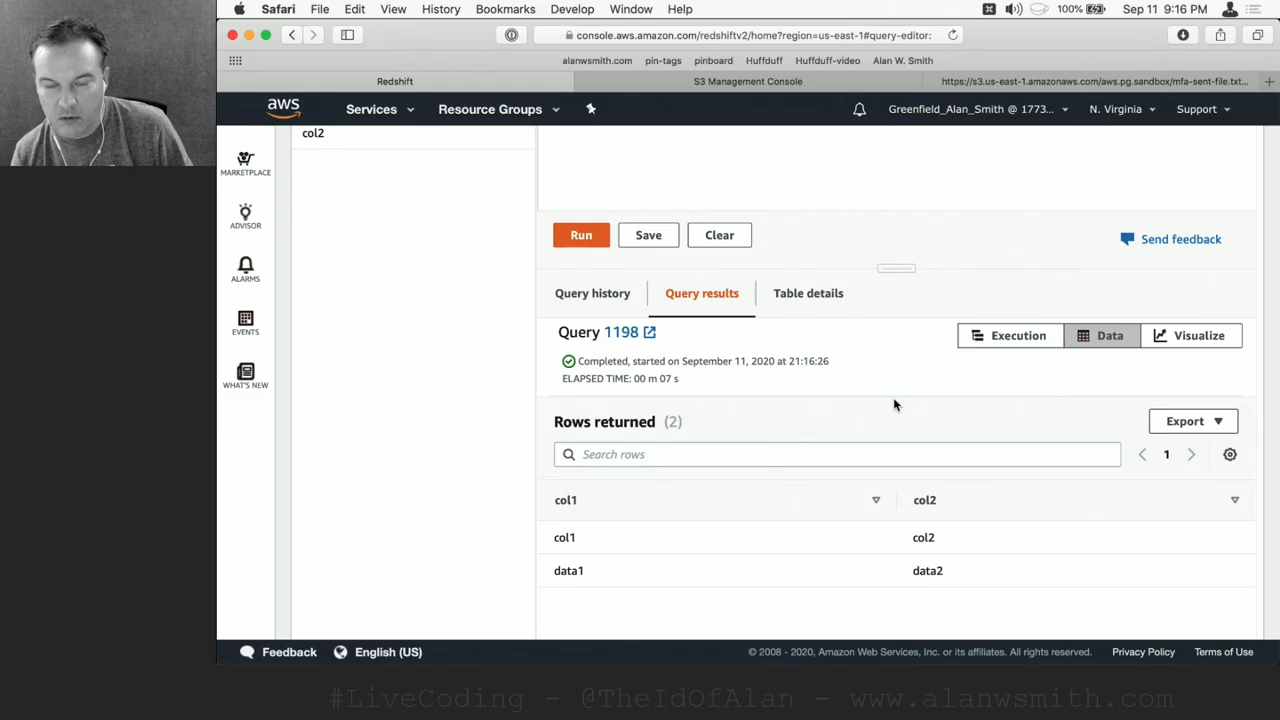 Safari File Edit View History Bookmarks Develop Window Help 100% Sep 11 9:16 PM
console.aws.amazon.com/redshiftv2/home?region=us-east-1#query-editor:
alanwsmith.com pin-tags pinboard Huffduff Huffduff-video Alan W. Smith
Redshift S3 Management Console https://s3.us-east-1.amazonaws.com/aws.pg.sandbox/mfa-sent-file.txt...
aws Services Resource Groups Greenfield_Alan_Smith @ 1773... N. Virginia Support
col2
MARKETPLACE
ADVISOR
Run Save Clear Send feedback
ALARMS
Query history Query results Table details
EVENTS
Query 1198 Execution Data Visualize
Completed, started on September 11, 2020 at 21:16:26
ELAPSED TIME: 00 m 07 s
WHAT'S NEW
Rows returned (2) Export
Search rows 1
col1 col2
col1 col2
data1 data2
Feedback English (US) © 2008 - 2020, Amazon Web Services, Inc. or its affiliates. All rights reserved. Privacy Policy Terms of Use
#LiveCoding - @TheIdOfAlan - www.alanwsmith.com